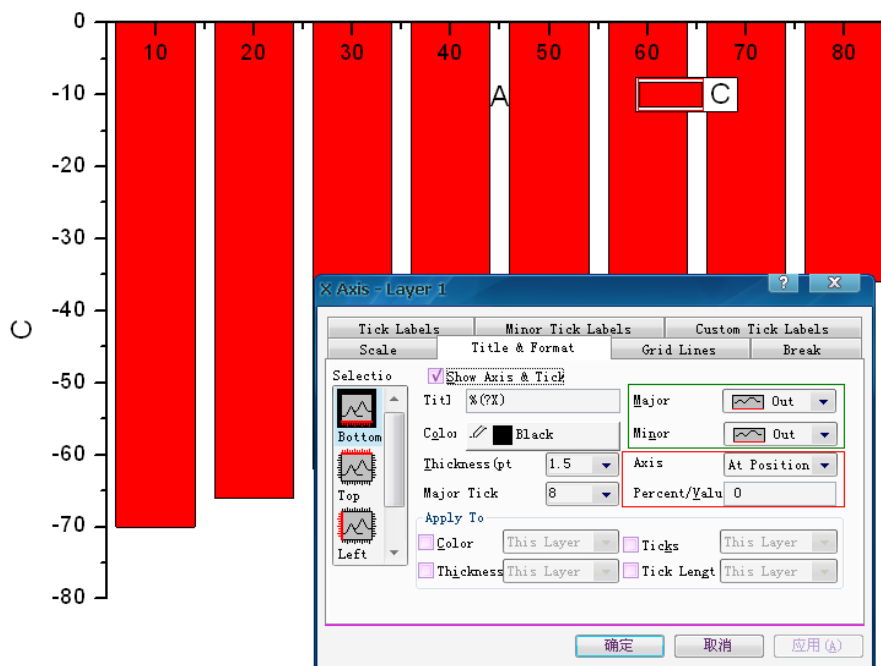 0
10 20 30 40 50 60 70 80
-10
A
C
-20
-30
-40
C
-50
-60
-70
-80
X Axis - Layer 1
? X
Tick Labels Minor Tick Labels Custom Tick Labels
Scale Title & Format Grid Lines Break
Selectio
Show Axis & Tick
Titl %(?X)
Major Out
Bottom
Color Black
Minor Out
Thickness(pt 1.5
Axis At Position
Top
Major Tick 8
Percent/Valu 0
Apply To
Color This Layer
Ticks This Layer
Left
Thickness This Layer
Tick Lengt This Layer
确定 取消 应用(A)